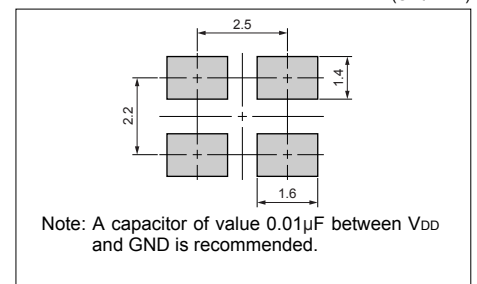 2.5
1.4
2.2
1.6
Note: A capacitor of value 0.01μF between VDD
and GND is recommended.